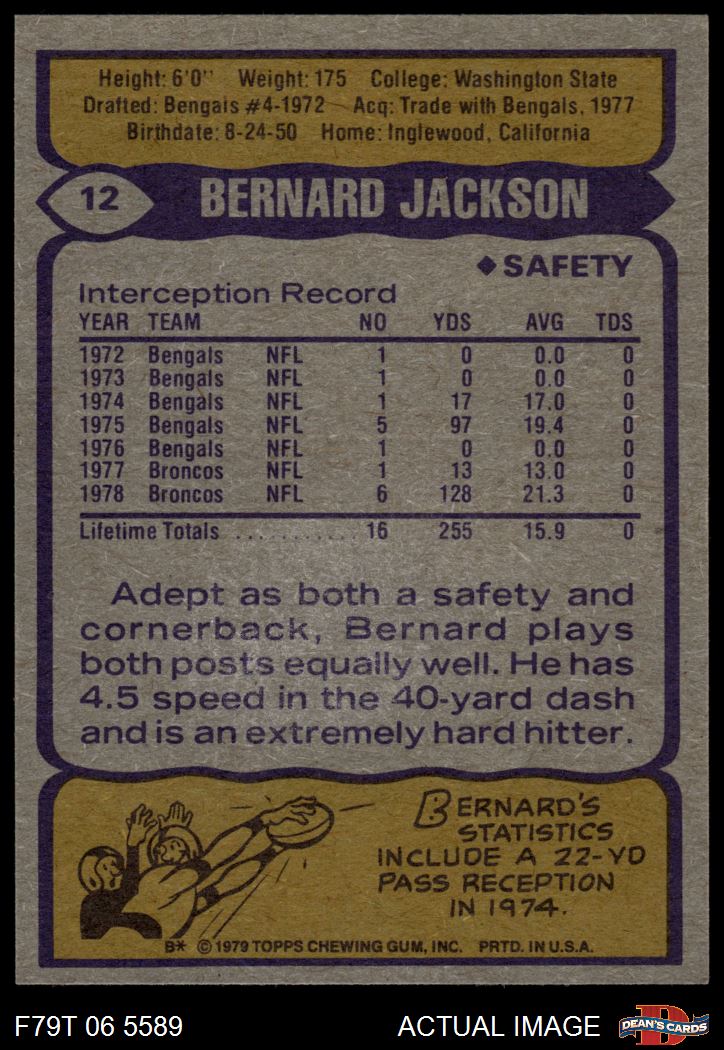 Height: 6'0" Weight: 175 College: Washington State
Drafted: Bengals #4-1972 Acq: Trade with Bengals, 1977
Birthdate: 8-24-50 Home: Inglewood, California
12 BERNARD JACKSON
◆ SAFETY
Interception Record
YEAR TEAM NO YDS AVG TDS
1972 Bengals NFL 1 0 0.0 0
1973 Bengals NFL 1 0 0.0 0
1974 Bengals NFL 1 17 17.0 0
1975 Bengals NFL 5 97 19.4 0
1976 Bengals NFL 1 0 0.0 0
1977 Broncos NFL 1 13 13.0 0
1978 Broncos NFL 6 128 21.3 0
Lifetime Totals ............ 16 255 15.9 0
Adept as both a safety and
cornerback, Bernard plays
both posts equally well. He has
4.5 speed in the 40-yard dash
and is an extremely hard hitter.
BERNARD'S
STATISTICS
INCLUDE A 22-YD
PASS RECEPTION
IN 1974.
B* © 1979 TOPPS CHEWING GUM, INC. PRTD. IN U.S.A.
F79T 06 5589 ACTUAL IMAGE D DEAN'S CARDS